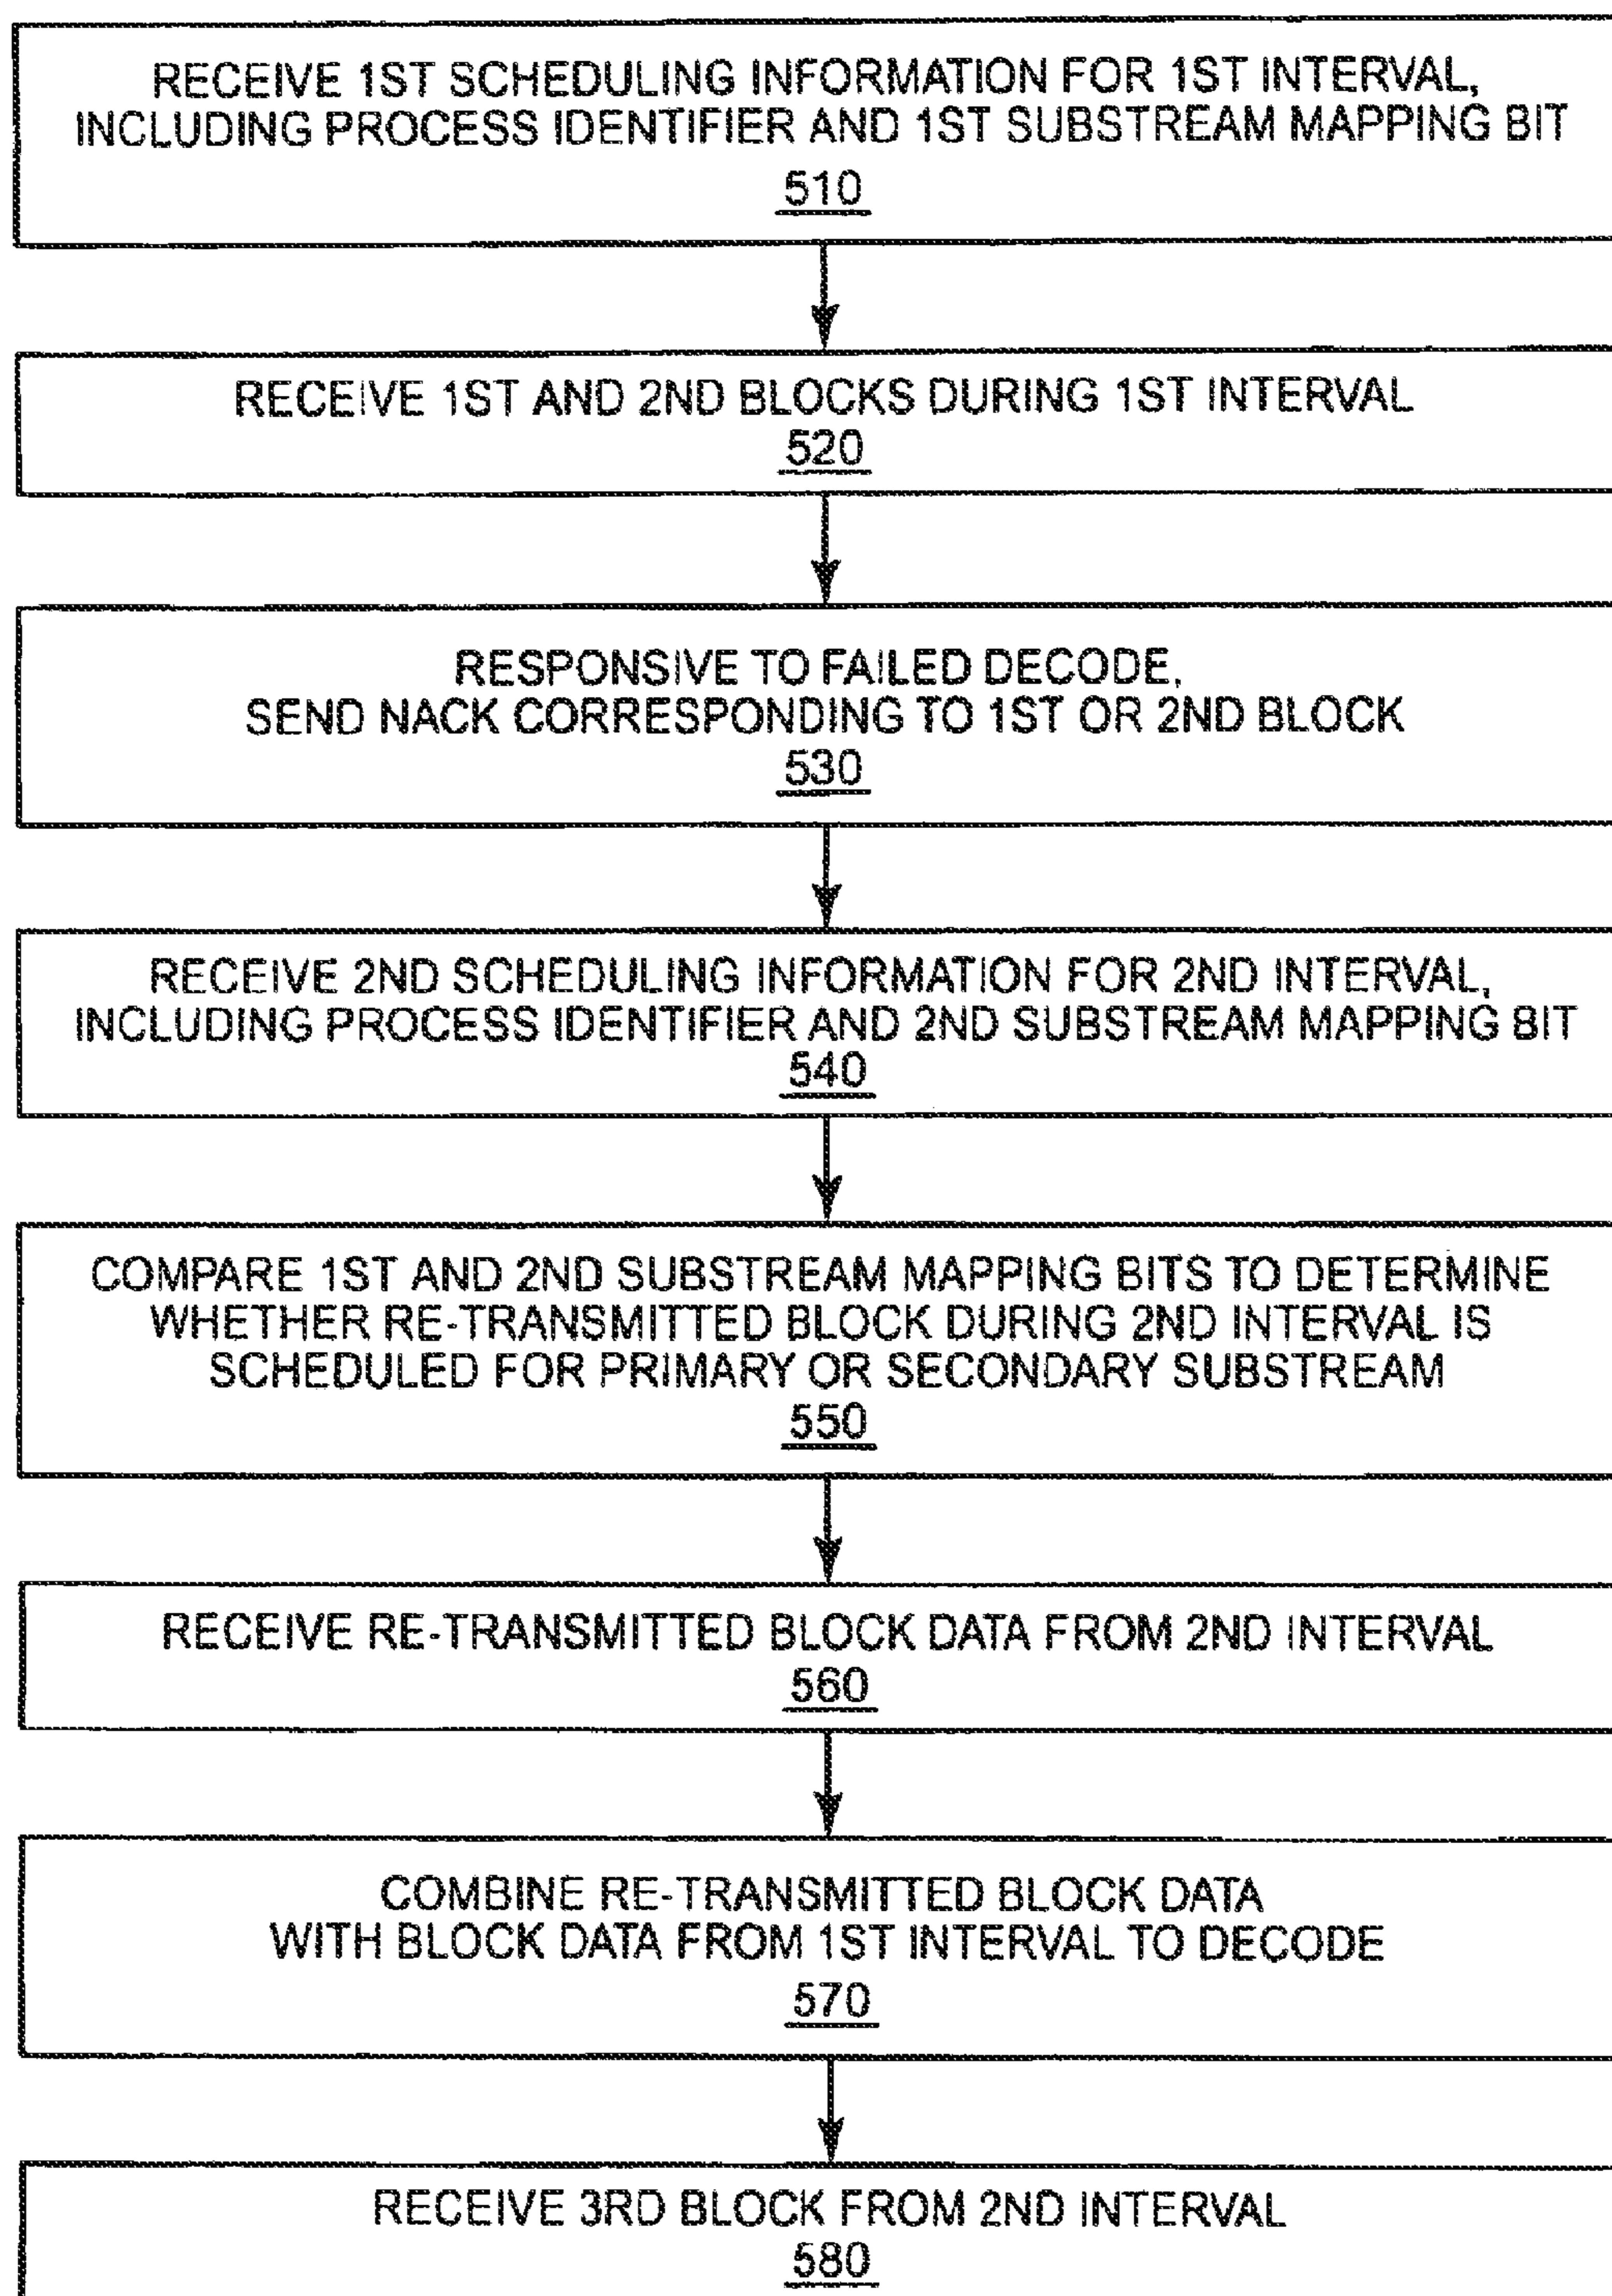 RECEIVE 1ST SCHEDULING INFORMATION FOR 1ST INTERVAL,
INCLUDING PROCESS IDENTIFIER AND 1ST SUBSTREAM MAPPING BIT
510
RECEIVE 1ST AND 2ND BLOCKS DURING 1ST INTERVAL
520
RESPONSIVE TO FAILED DECODE,
SEND NACK CORRESPONDING TO 1ST OR 2ND BLOCK
530
RECEIVE 2ND SCHEDULING INFORMATION FOR 2ND INTERVAL,
INCLUDING PROCESS IDENTIFIER AND 2ND SUBSTREAM MAPPING BIT
540
COMPARE 1ST AND 2ND SUBSTREAM MAPPING BITS TO DETERMINE
WHETHER RE-TRANSMITTED BLOCK DURING 2ND INTERVAL IS
SCHEDULED FOR PRIMARY OR SECONDARY SUBSTREAM
550
RECEIVE RE-TRANSMITTED BLOCK DATA FROM 2ND INTERVAL
560
COMBINE RE-TRANSMITTED BLOCK DATA
WITH BLOCK DATA FROM 1ST INTERVAL TO DECODE
570
RECEIVE 3RD BLOCK FROM 2ND INTERVAL
580